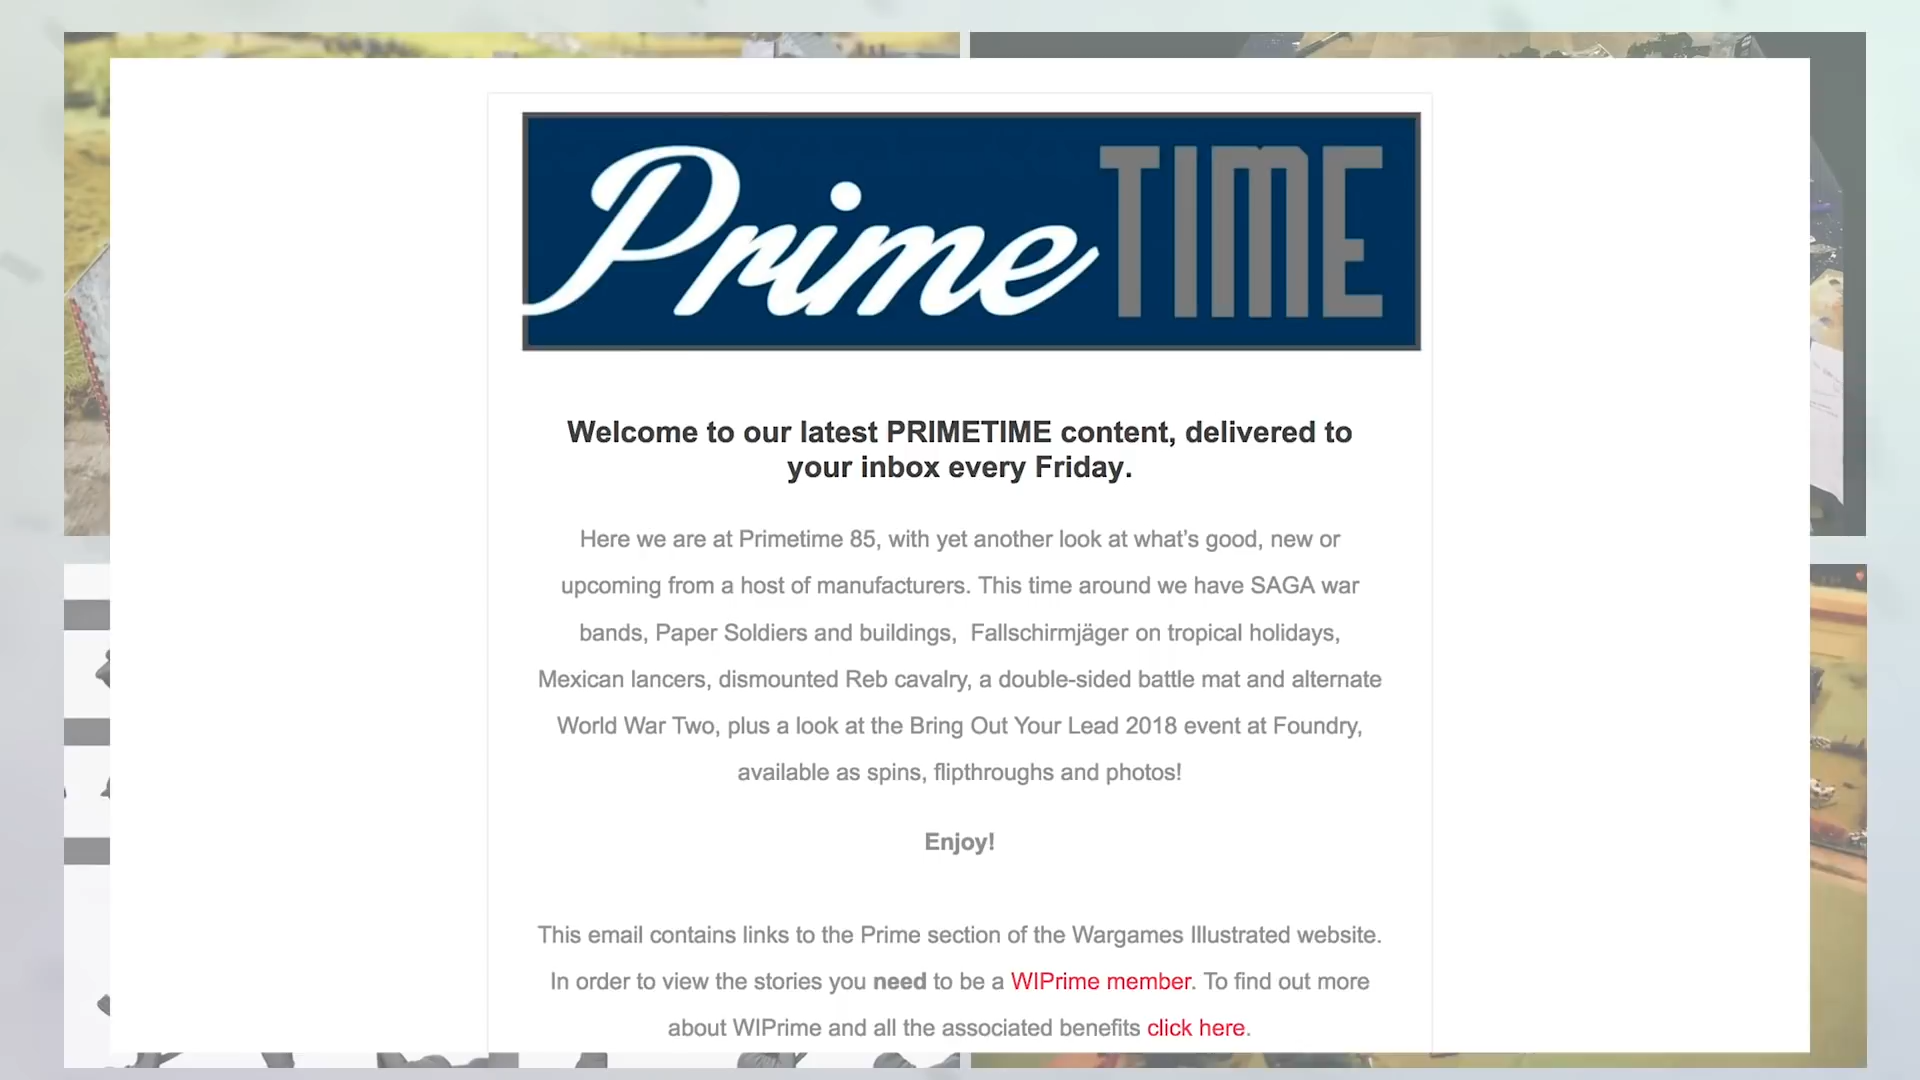 Prime TIME
Welcome to our latest PRIMETIME content, delivered to
your inbox every Friday.
Here we are at Primetime 85, with yet another look at what’s good, new or
upcoming from a host of manufacturers. This time around we have SAGA war
bands, Paper Soldiers and buildings,  Fallschirmjäger on tropical holidays,
Mexican lancers, dismounted Reb cavalry, a double-sided battle mat and alternate
World War Two, plus a look at the Bring Out Your Lead 2018 event at Foundry,
available as spins, flipthroughs and photos!
Enjoy!
This email contains links to the Prime section of the Wargames Illustrated website.
In order to view the stories you need to be a WIPrime member. To find out more
about WIPrime and all the associated benefits click here.